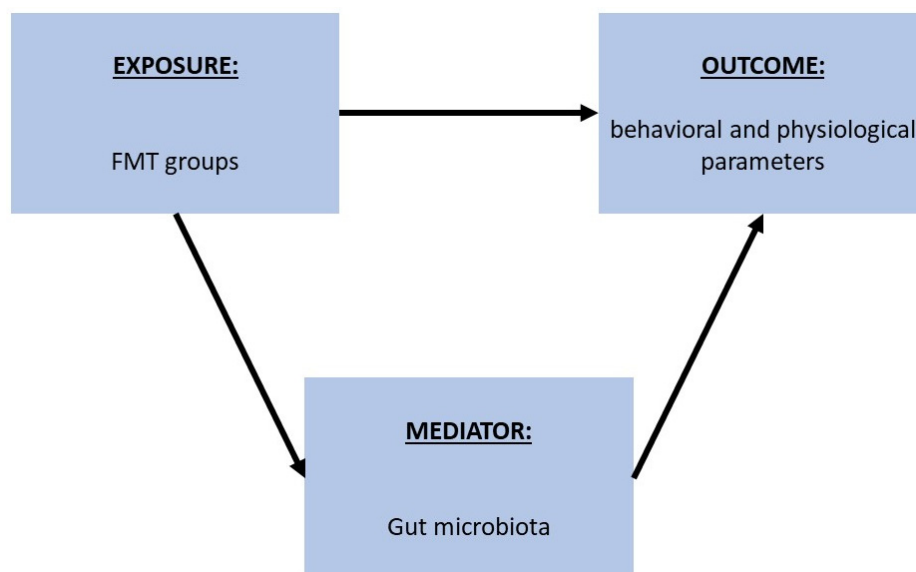 EXPOSURE:
FMT groups
OUTCOME:
behavioral and physiological
parameters
MEDIATOR:
Gut microbiota